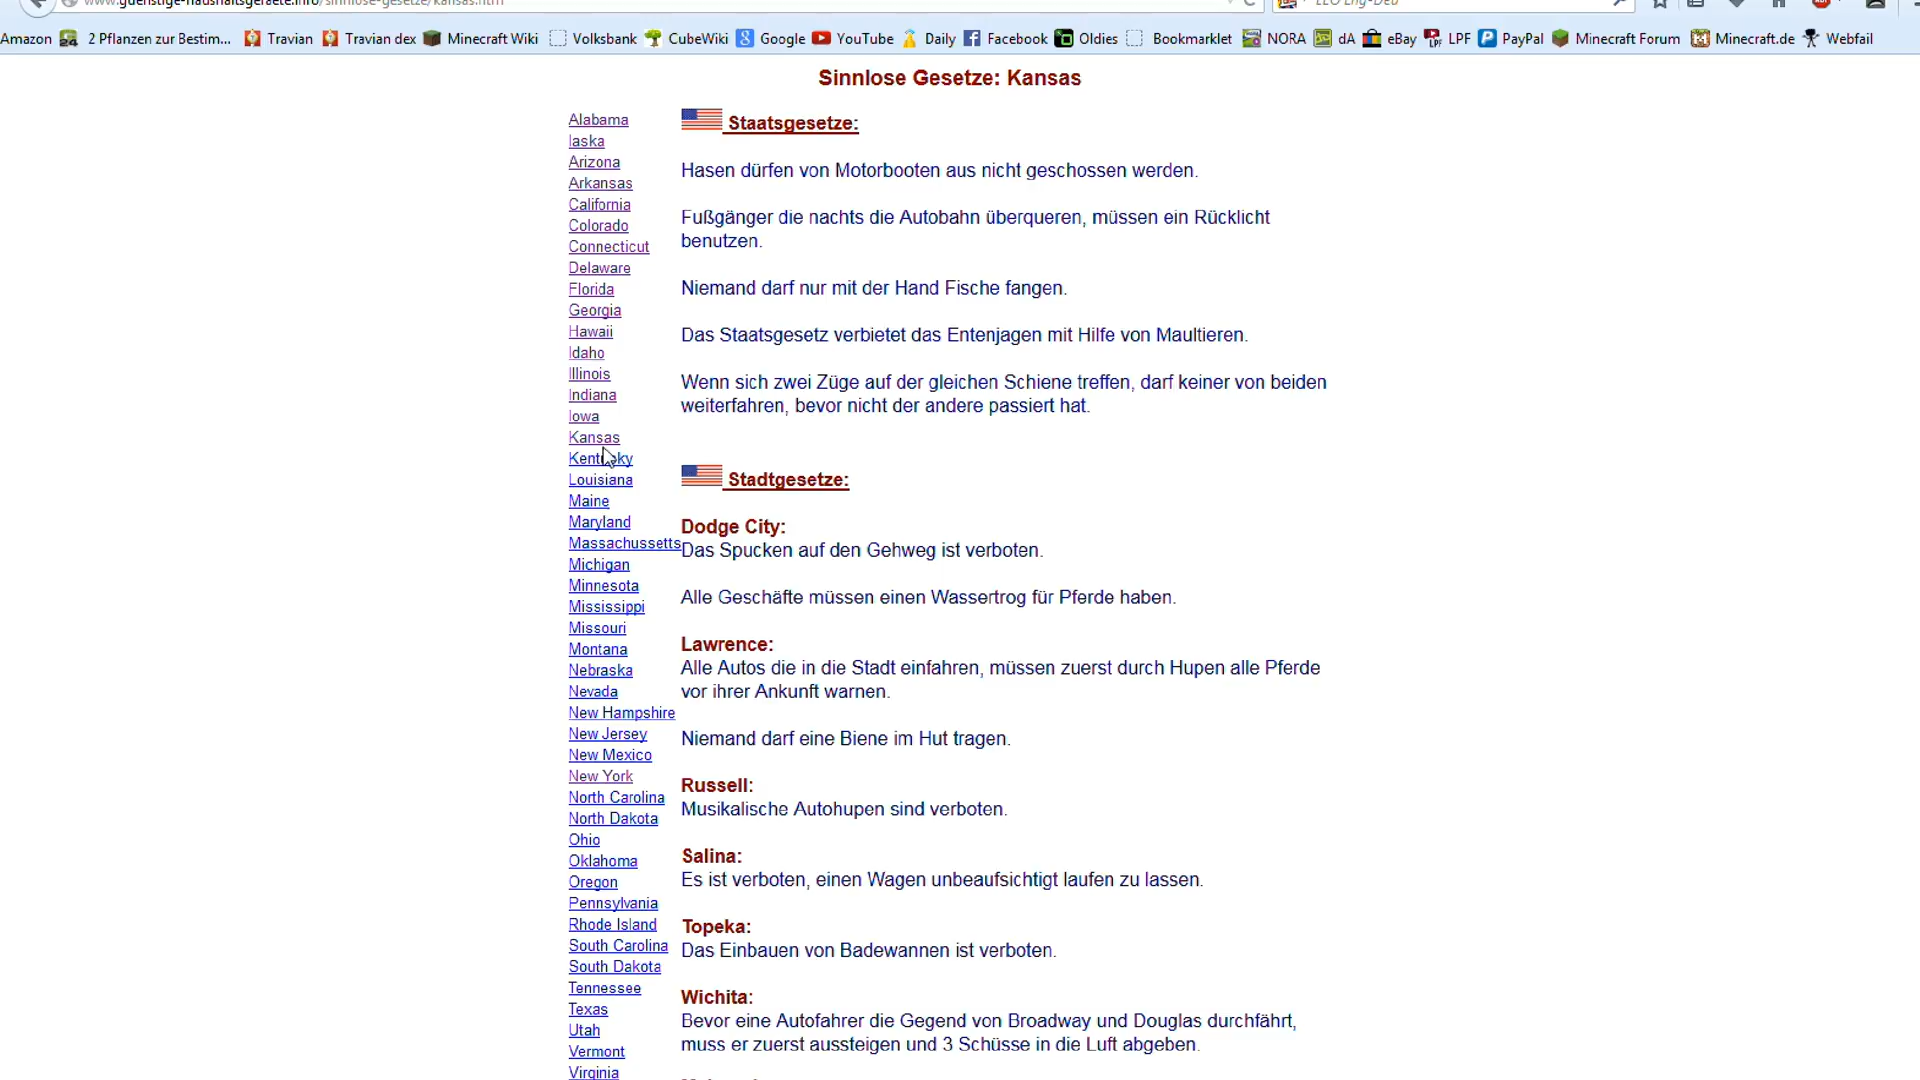 www.guenstige-haushaltsgeraete.info/sinnlose-gesetze/kansas.htm
LEO Eng-Deu
Amazon 2 Pflanzen zur Bestim... Travian Travian dex Minecraft Wiki Volksbank CubeWiki Google YouTube Daily Facebook Oldies Bookmarklet NORA dA eBay LPF PayPal Minecraft Forum Minecraft.de Webfail
Sinnlose Gesetze: Kansas
Alabama
laska
Arizona
Arkansas
California
Colorado
Connecticut
Delaware
Florida
Georgia
Hawaii
Idaho
Illinois
Indiana
Iowa
Kansas
Kentucky
Louisiana
Maine
Maryland
Massachussetts
Michigan
Minnesota
Mississippi
Missouri
Montana
Nebraska
Nevada
New Hampshire
New Jersey
New Mexico
New York
North Carolina
North Dakota
Ohio
Oklahoma
Oregon
Pennsylvania
Rhode Island
South Carolina
South Dakota
Tennessee
Texas
Utah
Vermont
Virginia
Staatsgesetze:
Hasen dürfen von Motorbooten aus nicht geschossen werden.
Fußgänger die nachts die Autobahn überqueren, müssen ein Rücklicht
benutzen.
Niemand darf nur mit der Hand Fische fangen.
Das Staatsgesetz verbietet das Entenjagen mit Hilfe von Maultieren.
Wenn sich zwei Züge auf der gleichen Schiene treffen, darf keiner von beiden
weiterfahren, bevor nicht der andere passiert hat.
Stadtgesetze:
Dodge City:
Das Spucken auf den Gehweg ist verboten.
Alle Geschäfte müssen einen Wassertrog für Pferde haben.
Lawrence:
Alle Autos die in die Stadt einfahren, müssen zuerst durch Hupen alle Pferde
vor ihrer Ankunft warnen.
Niemand darf eine Biene im Hut tragen.
Russell:
Musikalische Autohupen sind verboten.
Salina:
Es ist verboten, einen Wagen unbeaufsichtigt laufen zu lassen.
Topeka:
Das Einbauen von Badewannen ist verboten.
Wichita:
Bevor eine Autofahrer die Gegend von Broadway und Douglas durchfährt,
muss er zuerst aussteigen und 3 Schüsse in die Luft abgeben.